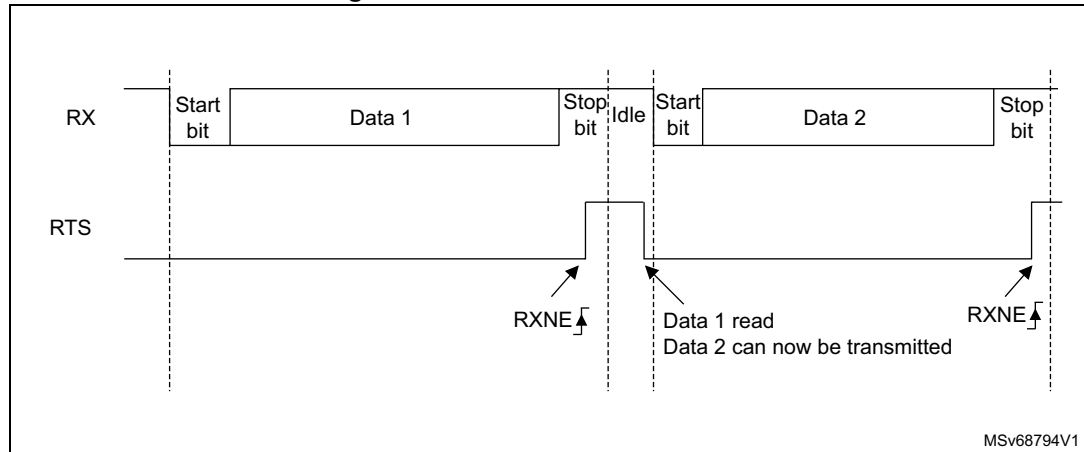 RX
Start
bit
Data 1
Stop
bit
Idle
Start
bit
Data 2
Stop
bit
RTS
RXNE
Data 1 read
Data 2 can now be transmitted
RXNE
MSv68794V1